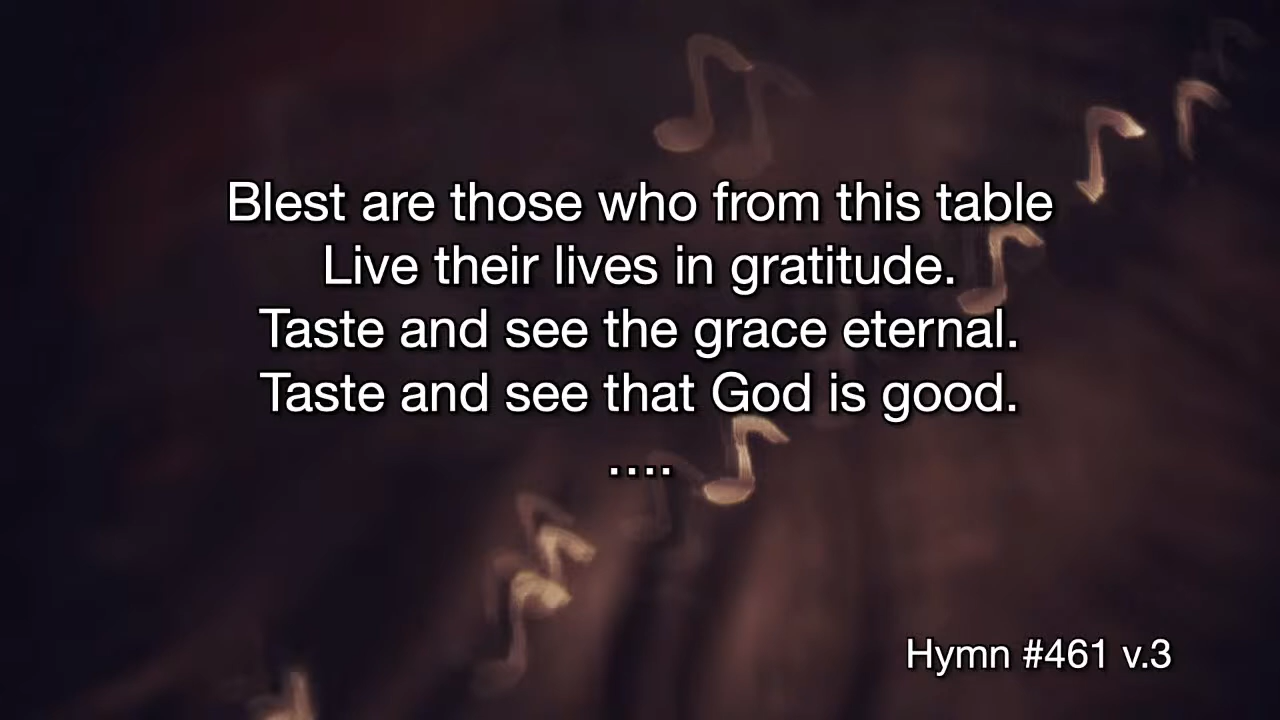 Blest are those who from this table
Live their lives in gratitude.
Taste and see the grace eternal.
Taste and see that God is good.
....
Hymn #461 v.3